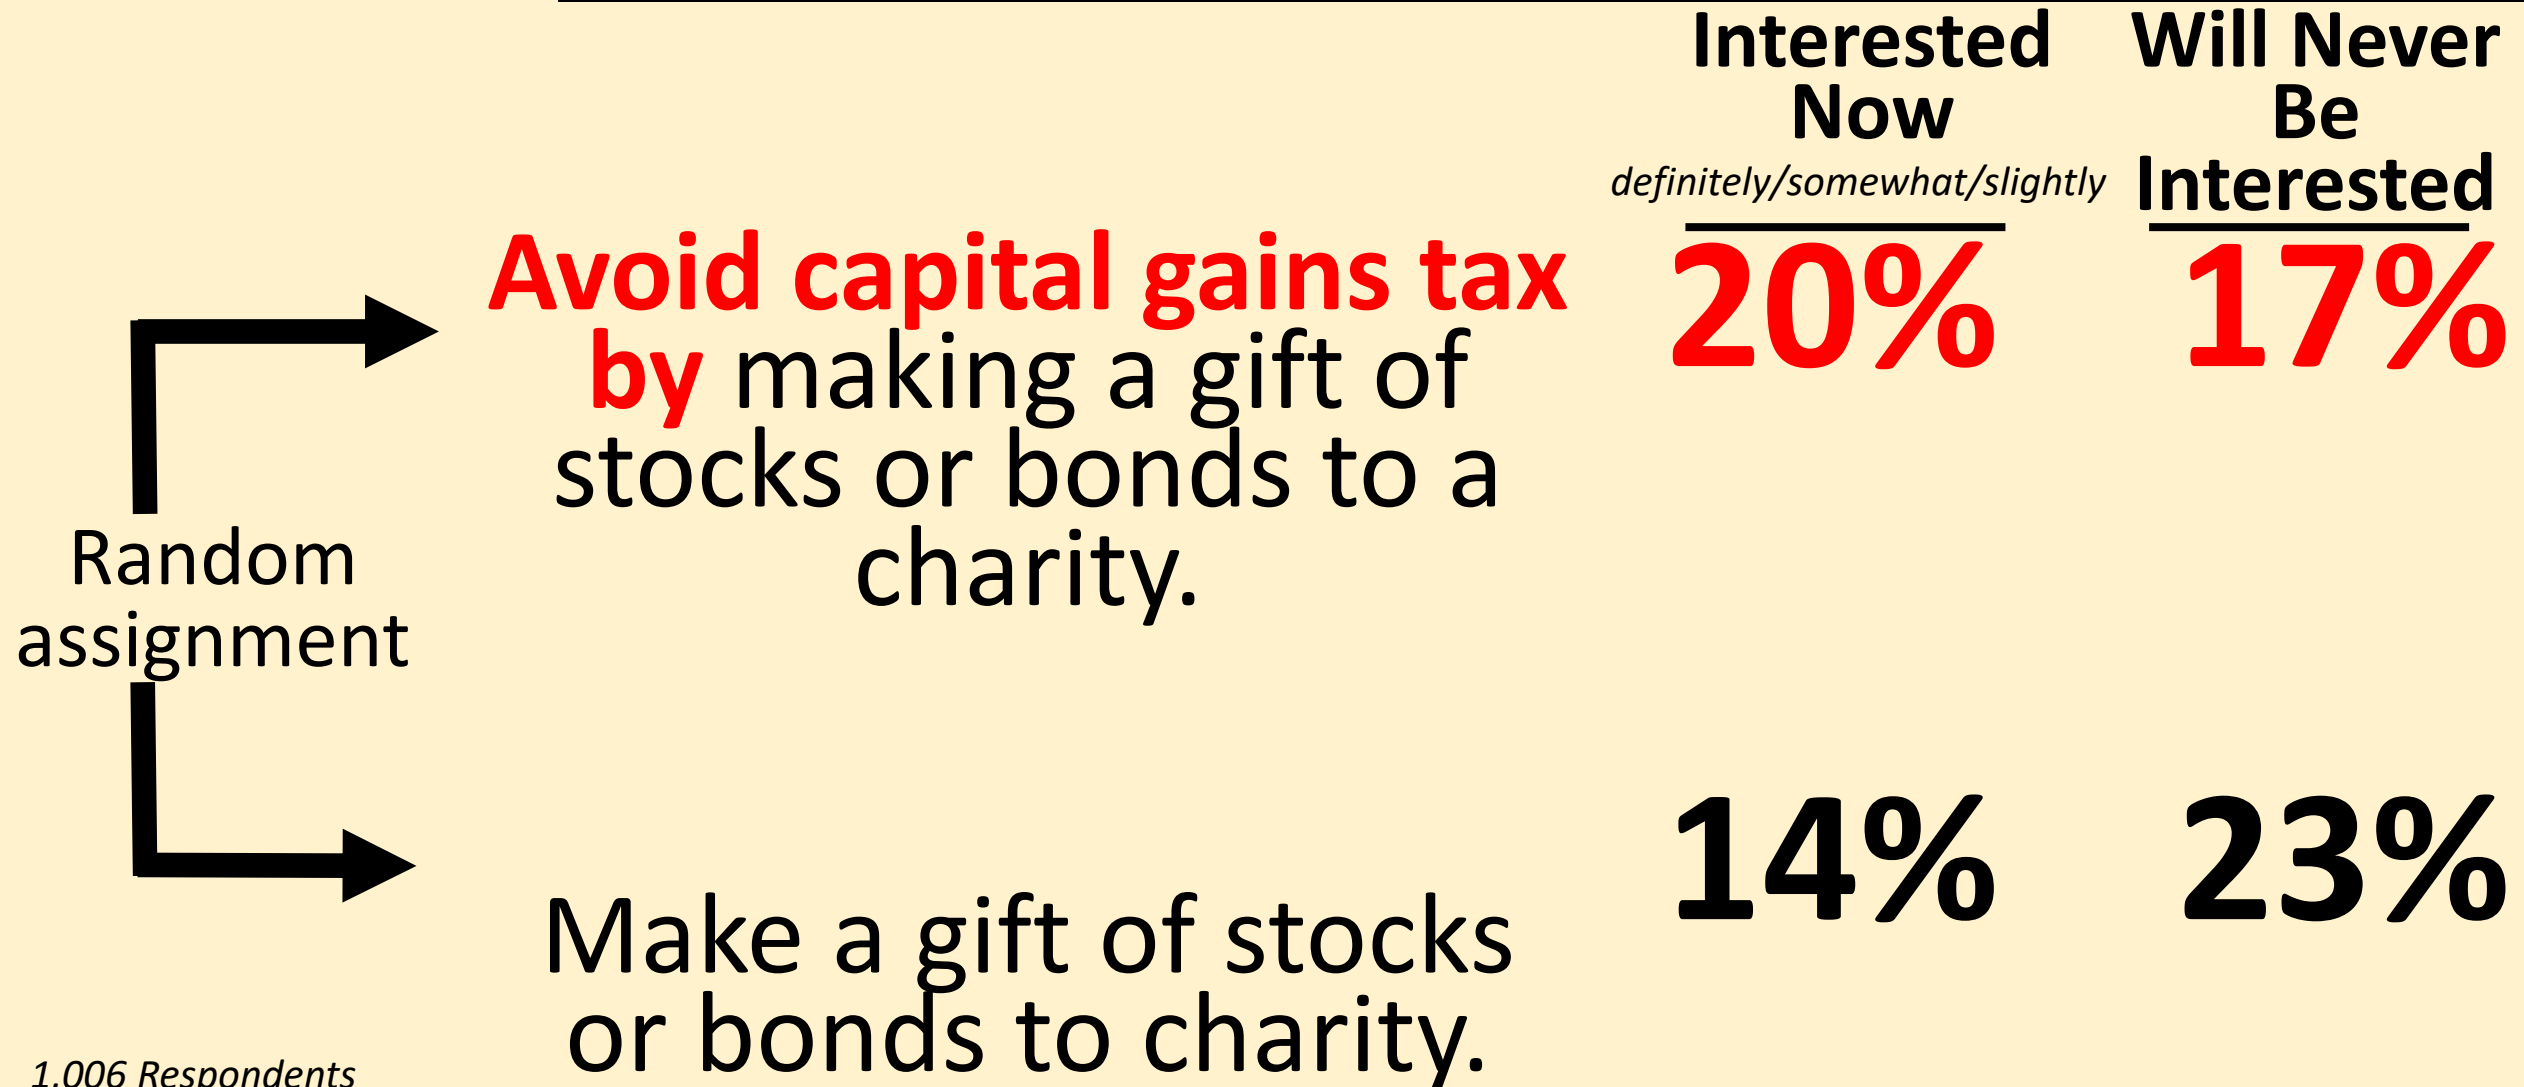 Interested
Now
definitely/somewhat/slightly
Will Never
Be
Interested
Avoid capital gains tax
by making a gift of
stocks or bonds to a
charity.
20%
17%
Random
assignment
14%
23%
Make a gift of stocks
or bonds to charity.
1,006 Respondents